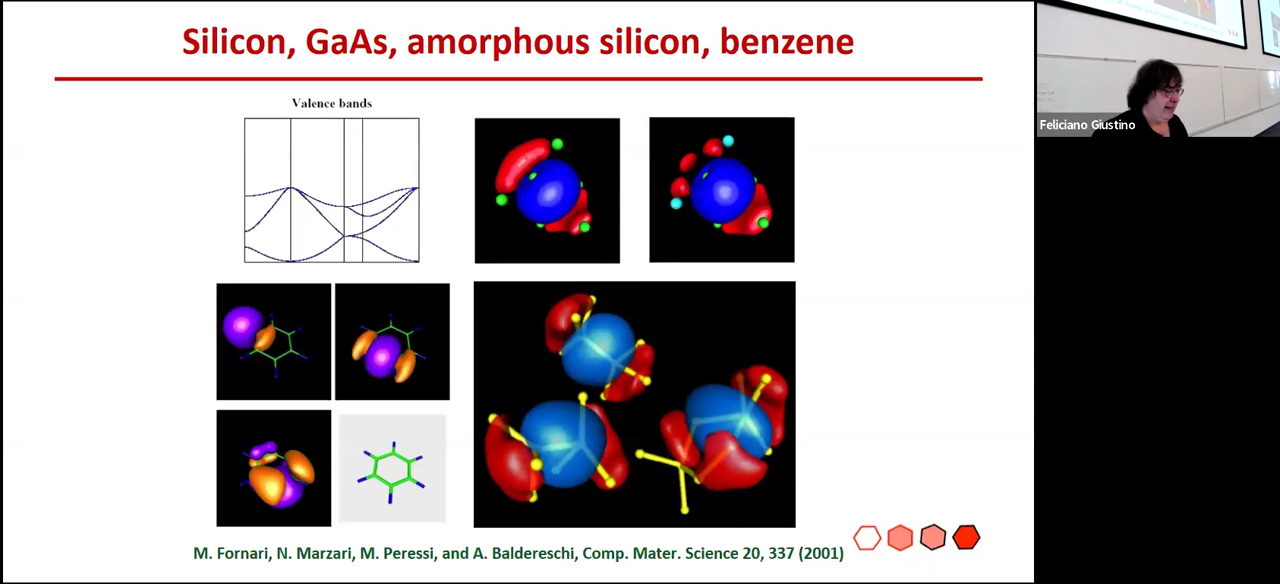 Silicon, GaAs, amorphous silicon, benzene
Valence bands
Feliciano Giustino
M. Fornari, N. Marzari, M. Peressi, and A. Baldereschi, Comp. Mater. Science 20, 337 (2001)